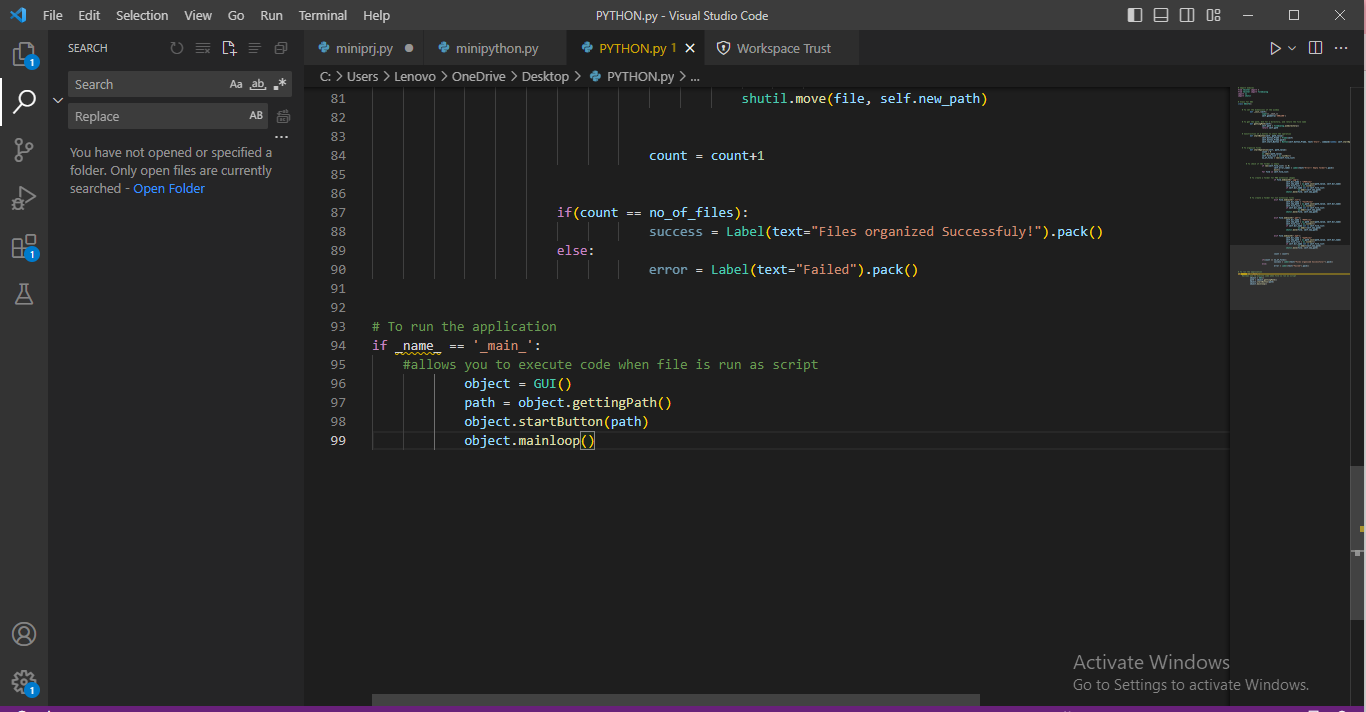 File Edit Selection View Go Run Terminal Help PYTHON.py - Visual Studio Code
SEARCH
miniprj.py minipython.py PYTHON.py 1 Workspace Trust
C: > Users > Lenovo > OneDrive > Desktop > PYTHON.py > ...
Search Aa ab
Replace AB
You have not opened or specified a
folder. Only open files are currently
searched - Open Folder
1
1
1
81 shutil.move(file, self.new_path)
82
83
84 count = count+1
85
86
87 if(count == no_of_files):
88 success = Label(text="Files organized Successfuly!").pack()
89 else:
90 error = Label(text="Failed").pack()
91
92
93 # To run the application
94 if _name_ == '_main_':
95 #allows you to execute code when file is run as script
96 object = GUI()
97 path = object.gettingPath()
98 object.startButton(path)
99 object.mainloop()
Activate Windows
Go to Settings to activate Windows.